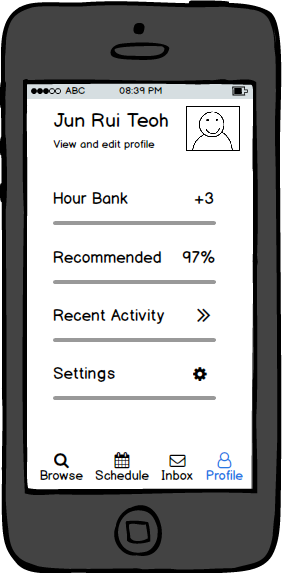 ABC 08:39 PM
Jun Rui Teoh
View and edit profile
Hour Bank +3
Recommended 97%
Recent Activity
Settings
Browse Schedule Inbox Profile